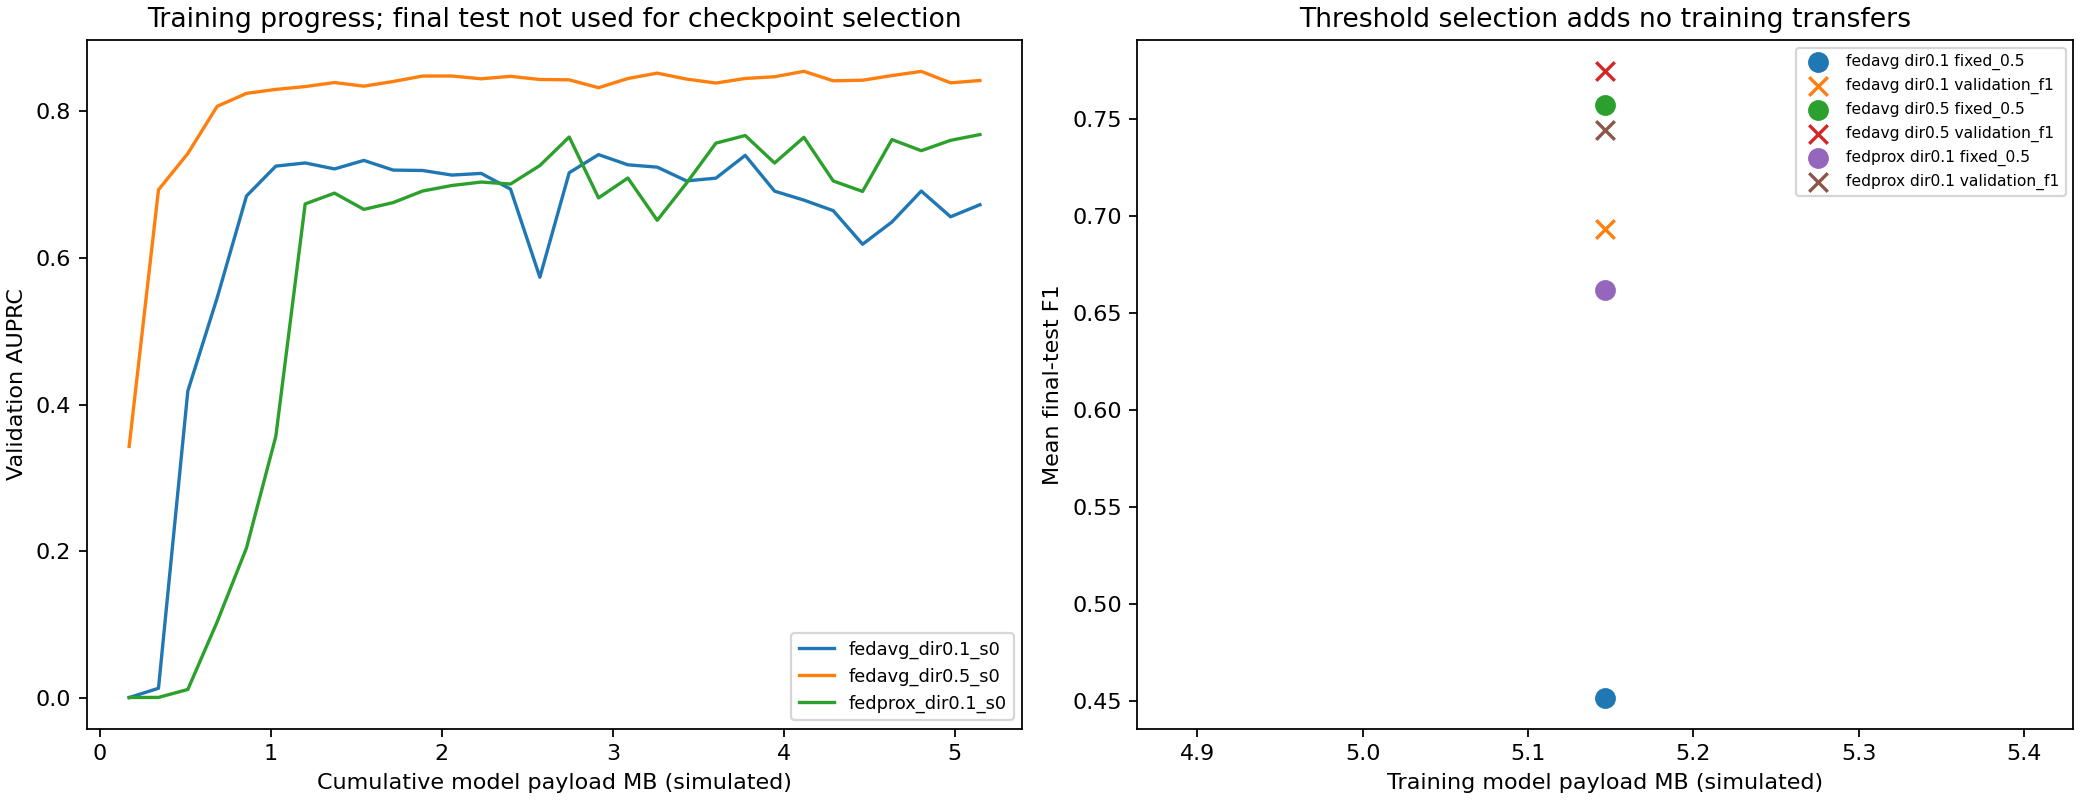 Training progress; final test not used for checkpoint selection
0.8
0.6
0.4
0.2
0.0
Validation AUPRC
0 1 2 3 4 5
Cumulative model payload MB (simulated)
fedavg_dir0.1_s0
fedavg_dir0.5_s0
fedprox_dir0.1_s0
Threshold selection adds no training transfers
0.75
0.70
0.65
0.60
0.55
0.50
0.45
Mean final-test F1
4.9 5.0 5.1 5.2 5.3 5.4
Training model payload MB (simulated)
fedavg dir0.1 fixed_0.5
fedavg dir0.1 validation_f1
fedavg dir0.5 fixed_0.5
fedavg dir0.5 validation_f1
fedprox dir0.1 fixed_0.5
fedprox dir0.1 validation_f1